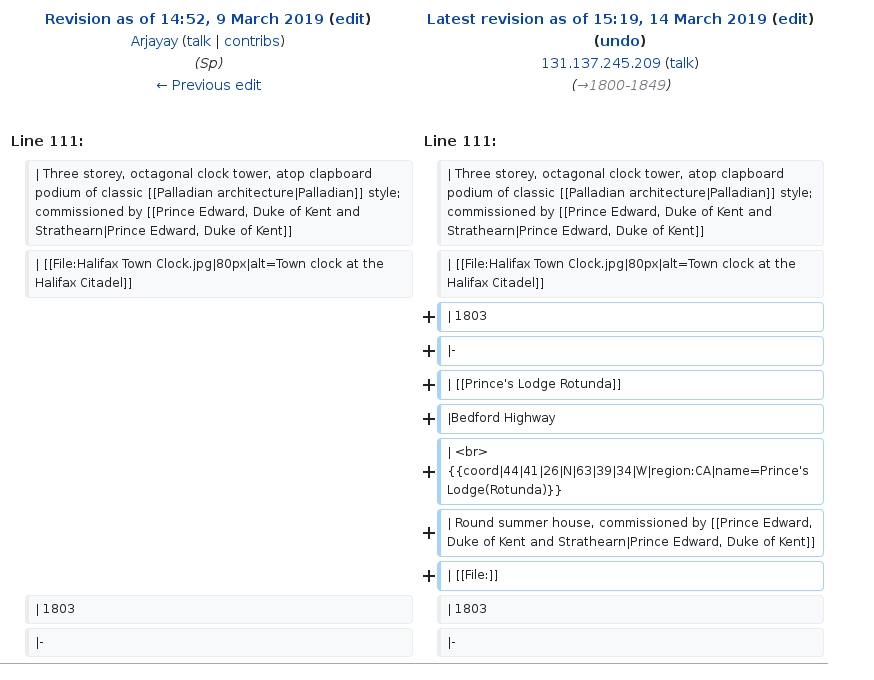 Revision as of 14:52, 9 March 2019 (edit)
Arjayay (talk | contribs)
(Sp)
← Previous edit
Latest revision as of 15:19, 14 March 2019 (edit)
(undo)
131.137.245.209 (talk)
(→1800-1849)
Line 111:
Line 111:
| Three storey, octagonal clock tower, atop clapboard
podium of classic [[Palladian architecture|Palladian]] style;
commissioned by [[Prince Edward, Duke of Kent and
Strathearn|Prince Edward, Duke of Kent]]
| Three storey, octagonal clock tower, atop clapboard
podium of classic [[Palladian architecture|Palladian]] style;
commissioned by [[Prince Edward, Duke of Kent and
Strathearn|Prince Edward, Duke of Kent]]
| [[File:Halifax Town Clock.jpg|80px|alt=Town clock at the
Halifax Citadel]]
| [[File:Halifax Town Clock.jpg|80px|alt=Town clock at the
Halifax Citadel]]
+ | 1803
+ |-
+ | [[Prince's Lodge Rotunda]]
+ |Bedford Highway
| <br>
+ {{coord|44|41|26|N|63|39|34|W|region:CA|name=Prince's
Lodge(Rotunda)}}
+ | Round summer house, commissioned by [[Prince Edward,
Duke of Kent and Strathearn|Prince Edward, Duke of Kent]]
+ | [[File:]]
| 1803
| 1803
|-
|-